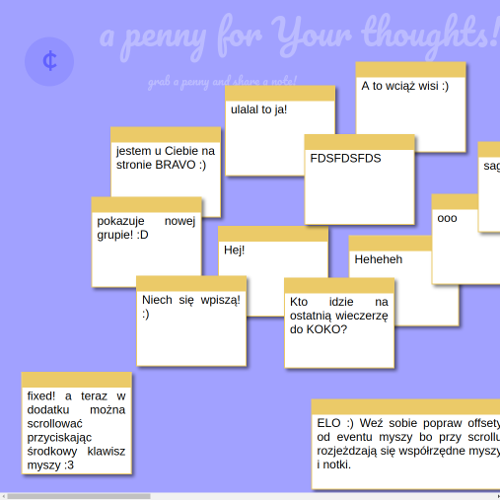 a penny for Your thoughts!
¢
grab a penny and share a note!
A to wciąż wisi :)
ulalal to ja!
jestem u Ciebie na
stronie BRAVO :)
FDSFDSFDS
sag
pokazuje nowej
grupie! :D
ooo
Hej!
Heheheh
Niech się wpiszą!
:)
Kto idzie na
ostatnią wieczerzę
do KOKO?
fixed! a teraz w
dodatku można
scrollować
przyciskając
środkowy klawisz
myszy :3
ELO :) Weź sobie popraw offsety
od eventu myszy bo przy scrollu
rozjeżdzają się współrzędne myszy
i notki.